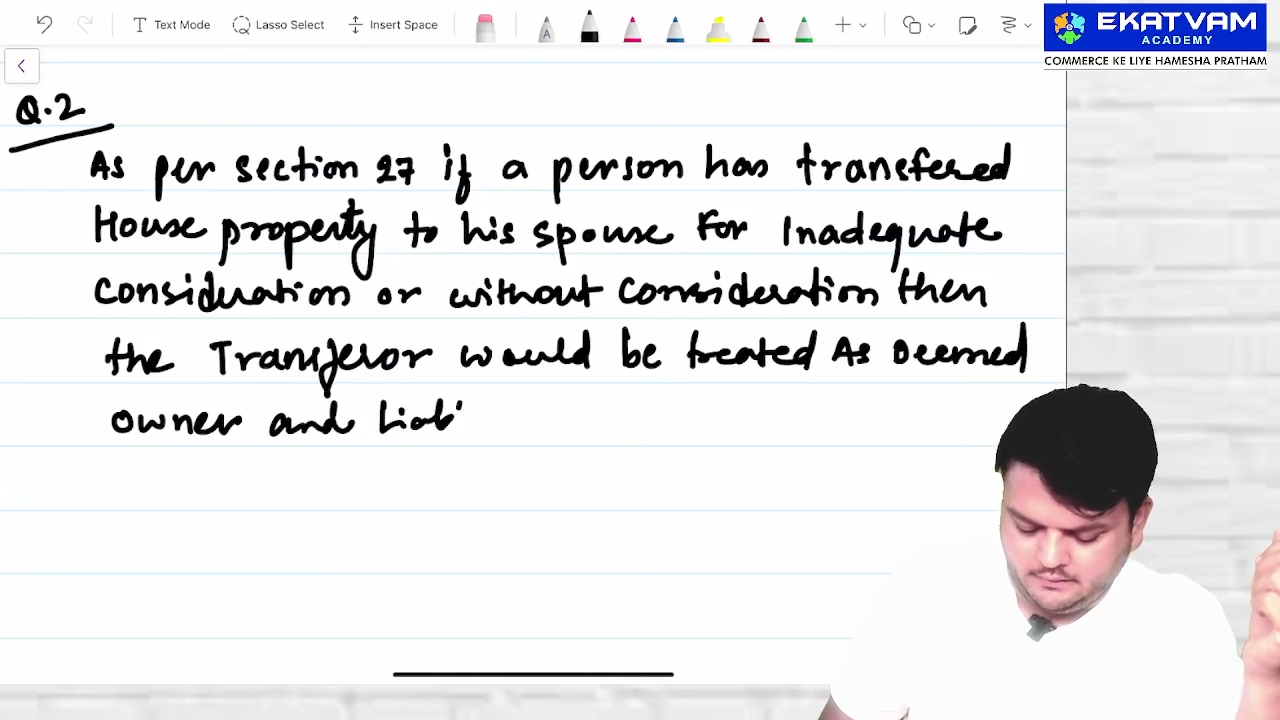 Text Mode
Lasso Select
Insert Space
EKATVAM
ACADEMY
COMMERCE KE LIYE HAMESHA PRATHAM
Q.2
As per section 27 if a person has transfered
House property to his spouse for Inadequate
consideration or without consideration then
the Transferor would be treated As Deemed
owner and Liab